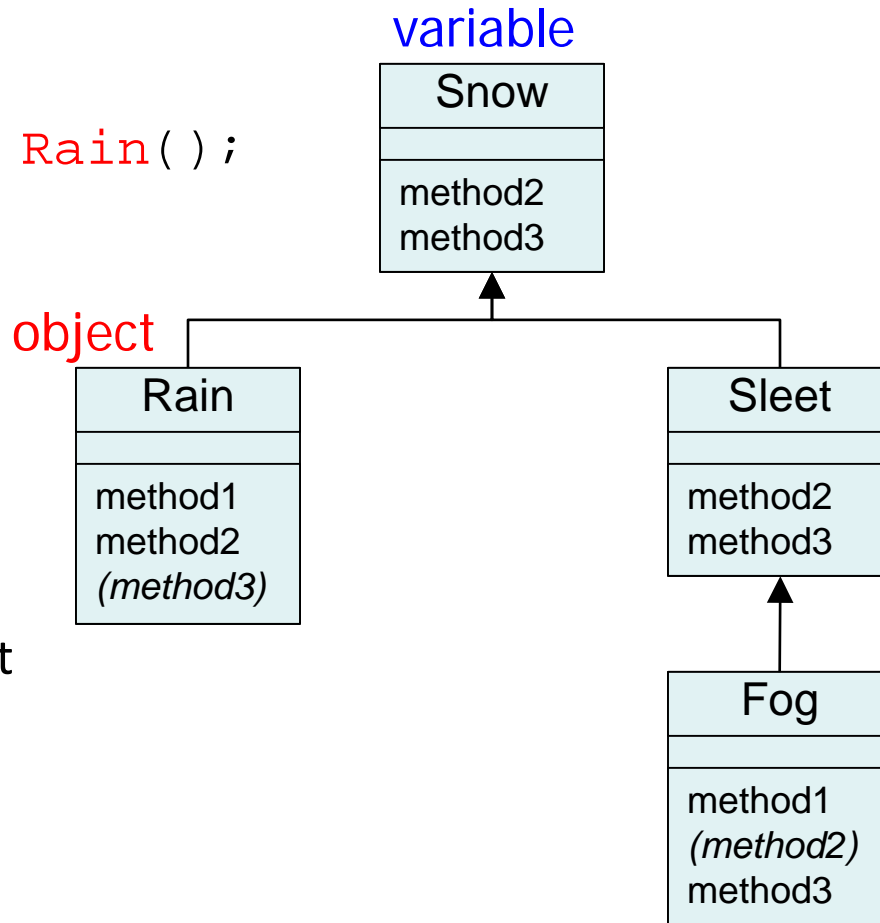 variable
Snow
method2
method3
Rain();
object
Rain
method1
method2
(method3)
Sleet
method2
method3
t
Fog
method1
(method2)
method3